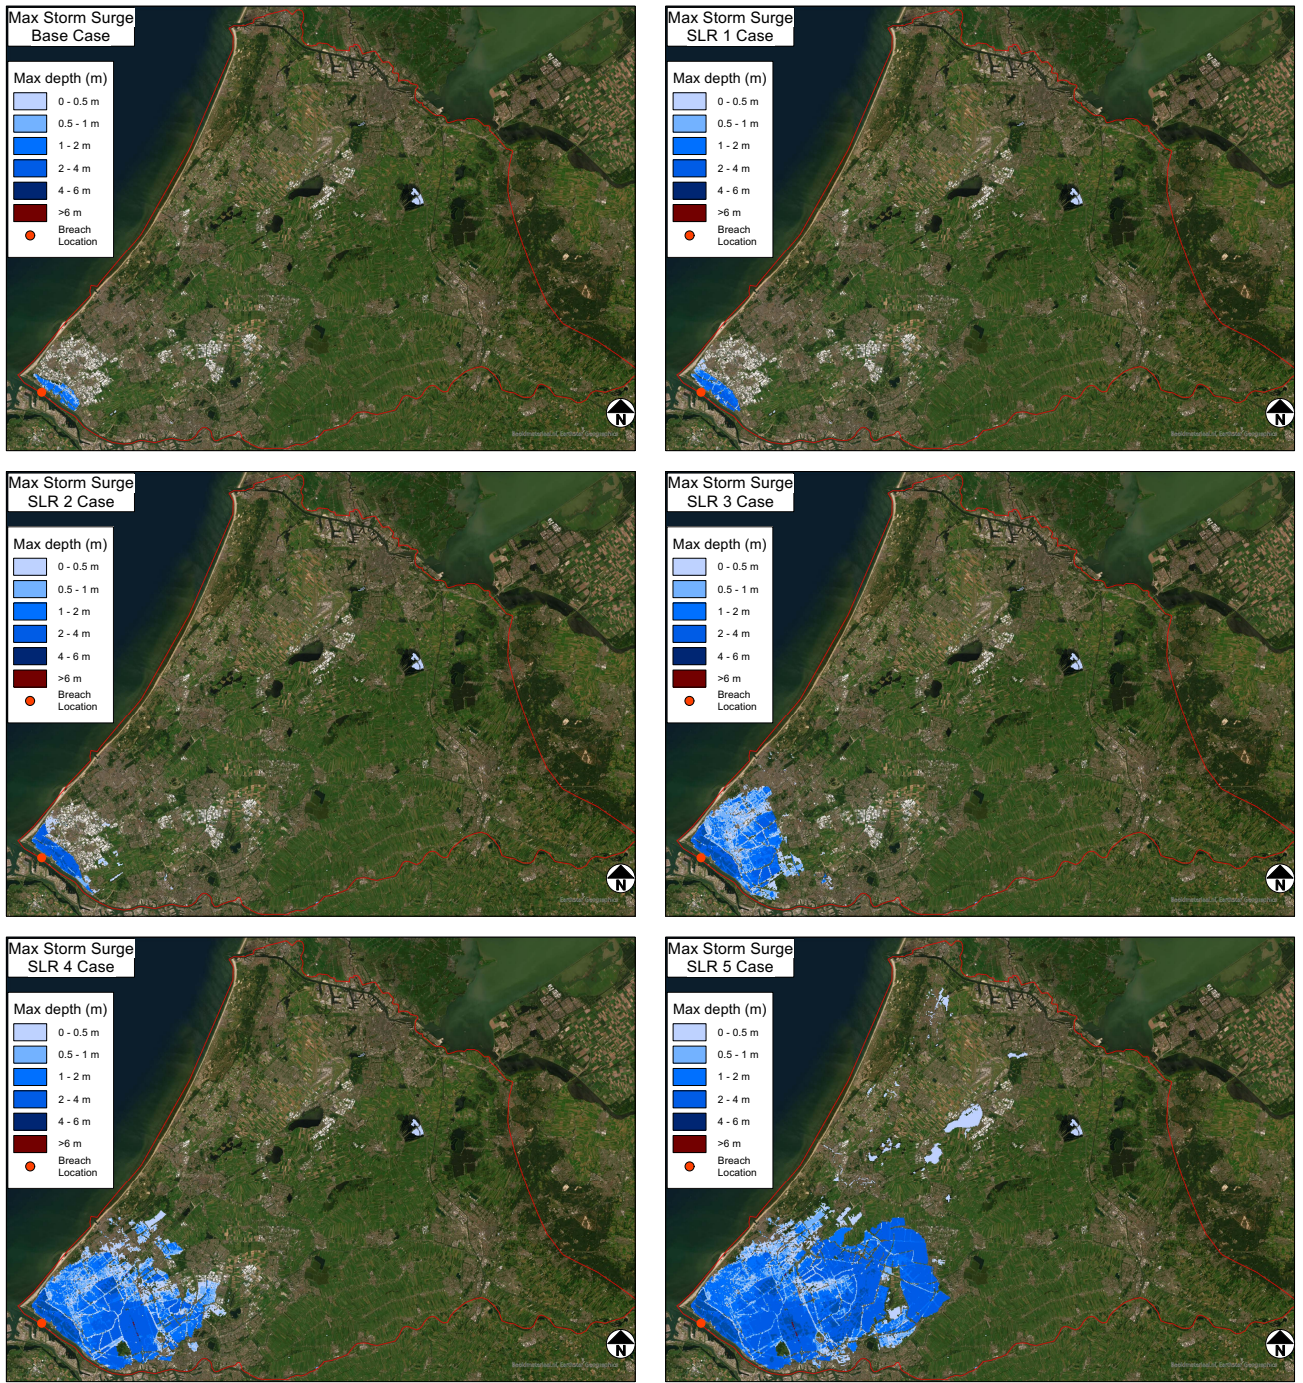 Max Storm Surge
Base Case
Max depth (m)
0 - 0.5 m
0.5 - 1 m
1 - 2 m
2 - 4 m
4 - 6 m
>6 m
Breach
Location
N
Max Storm Surge
SLR 1 Case
Max depth (m)
0 - 0.5 m
0.5 - 1 m
1 - 2 m
2 - 4 m
4 - 6 m
>6 m
Breach
Location
N
Max Storm Surge
SLR 2 Case
Max depth (m)
0 - 0.5 m
0.5 - 1 m
1 - 2 m
2 - 4 m
4 - 6 m
>6 m
Breach
Location
N
Max Storm Surge
SLR 3 Case
Max depth (m)
0 - 0.5 m
0.5 - 1 m
1 - 2 m
2 - 4 m
4 - 6 m
>6 m
Breach
Location
N
Max Storm Surge
SLR 4 Case
Max depth (m)
0 - 0.5 m
0.5 - 1 m
1 - 2 m
2 - 4 m
4 - 6 m
>6 m
Breach
Location
N
Max Storm Surge
SLR 5 Case
Max depth (m)
0 - 0.5 m
0.5 - 1 m
1 - 2 m
2 - 4 m
4 - 6 m
>6 m
Breach
Location
N